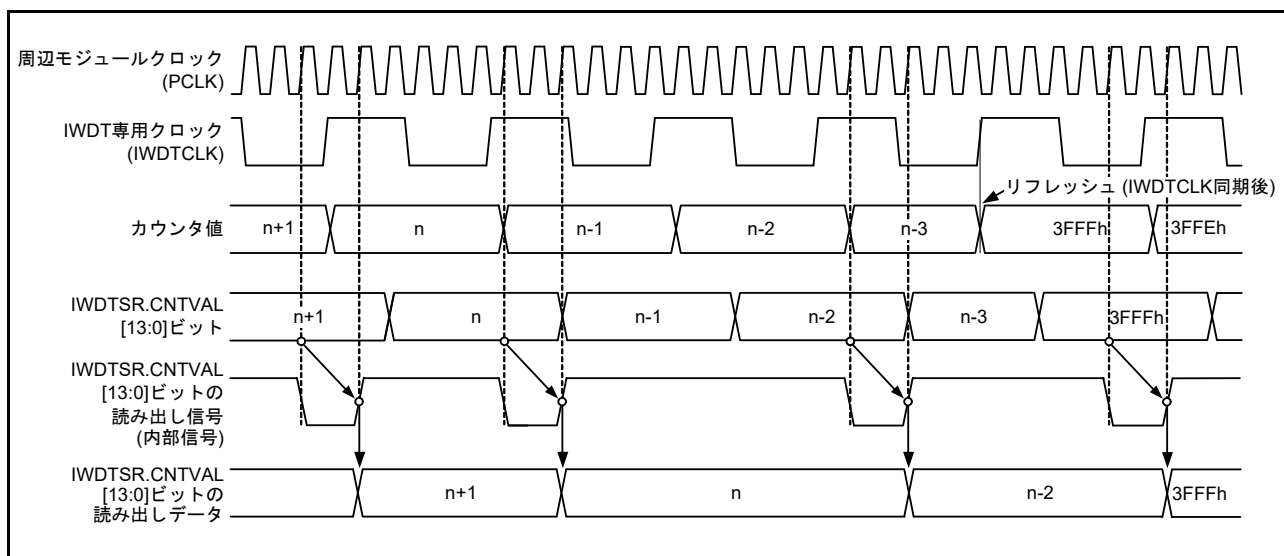 周辺モジュールクロック
(PCLK)
IWDT専用クロック
(IWDTCLK)
リフレッシュ (IWDTCLK同期後)
カウンタ値
n+1
n
n-1
n-2
n-3
3FFFh
3FFEh
IWDTSR.CNTVAL
[13:0]ビット
n+1
n
n-1
n-2
n-3
3FFFh
IWDTSR.CNTVAL
[13:0]ビットの
読み出し信号
(内部信号)
IWDTSR.CNTVAL
[13:0]ビットの
読み出しデータ
n+1
n
n-2
3FFFh